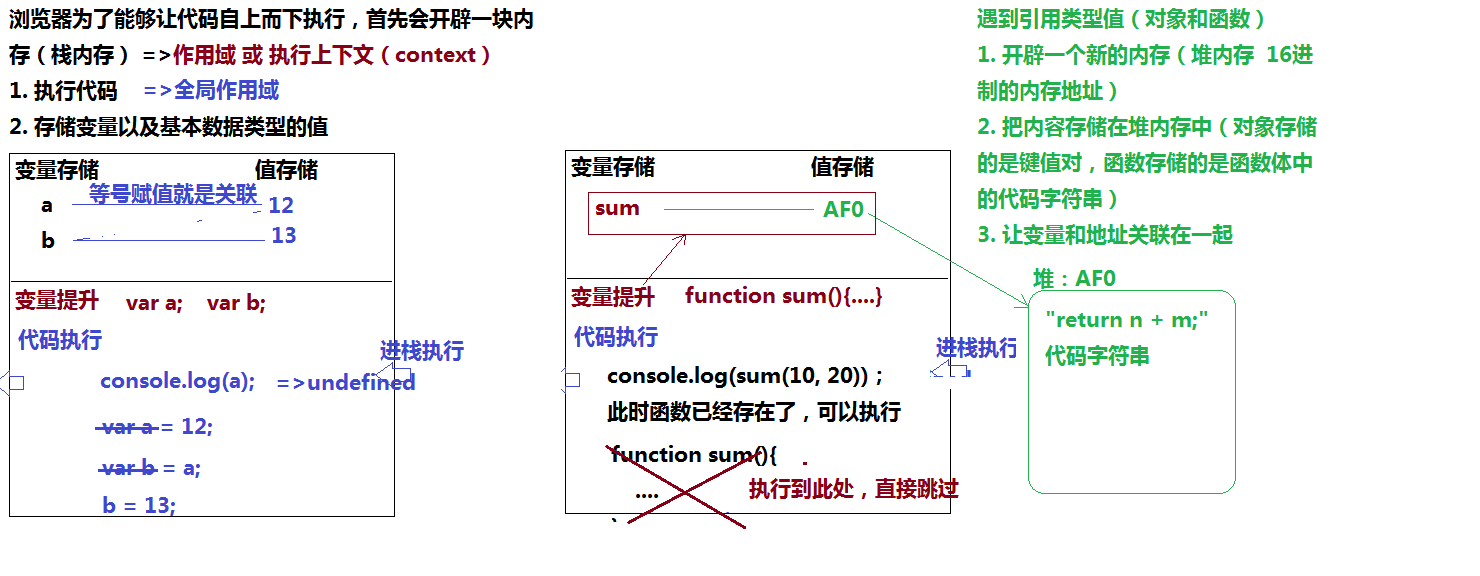 浏览器为了能够让代码自上而下执行，首先会开辟一块内
存（栈内存） =>作用域 或 执行上下文（context）
1. 执行代码 =>全局作用域
2. 存储变量以及基本数据类型的值
变量存储 值存储
等号赋值就是关联
a 12
b 13
变量提升 var a; var b;
代码执行
进栈执行
console.log(a); =>undefined
var a = 12;
var b = a;
b = 13;
变量存储 值存储
sum AF0
变量提升 function sum(){....}
代码执行
进栈执行
console.log(sum(10, 20))；
此时函数已经存在了，可以执行
function sum(){
....
执行到此处，直接跳过
遇到引用类型值（对象和函数）
1. 开辟一个新的内存（堆内存 16进
制的内存地址）
2. 把内容存储在堆内存中（对象存储
的是键值对，函数存储的是函数体中
的代码字符串）
3. 让变量和地址关联在一起
堆：AF0
"return n + m;"
代码字符串